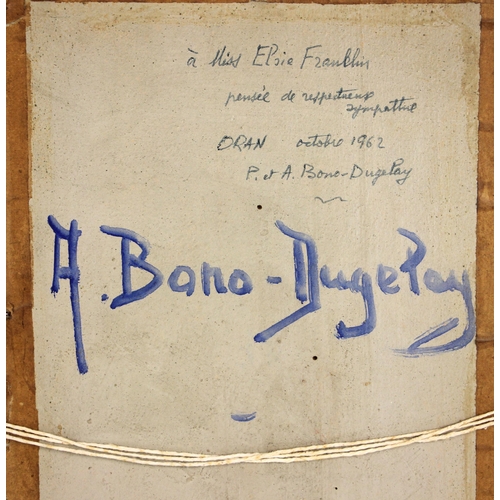 à Miss Elsie Franklin
pensée de respectueuse
sympathie
ORAN octobre 1962
P. et A. Bono-Dugelay
A. Bono-Dugelay